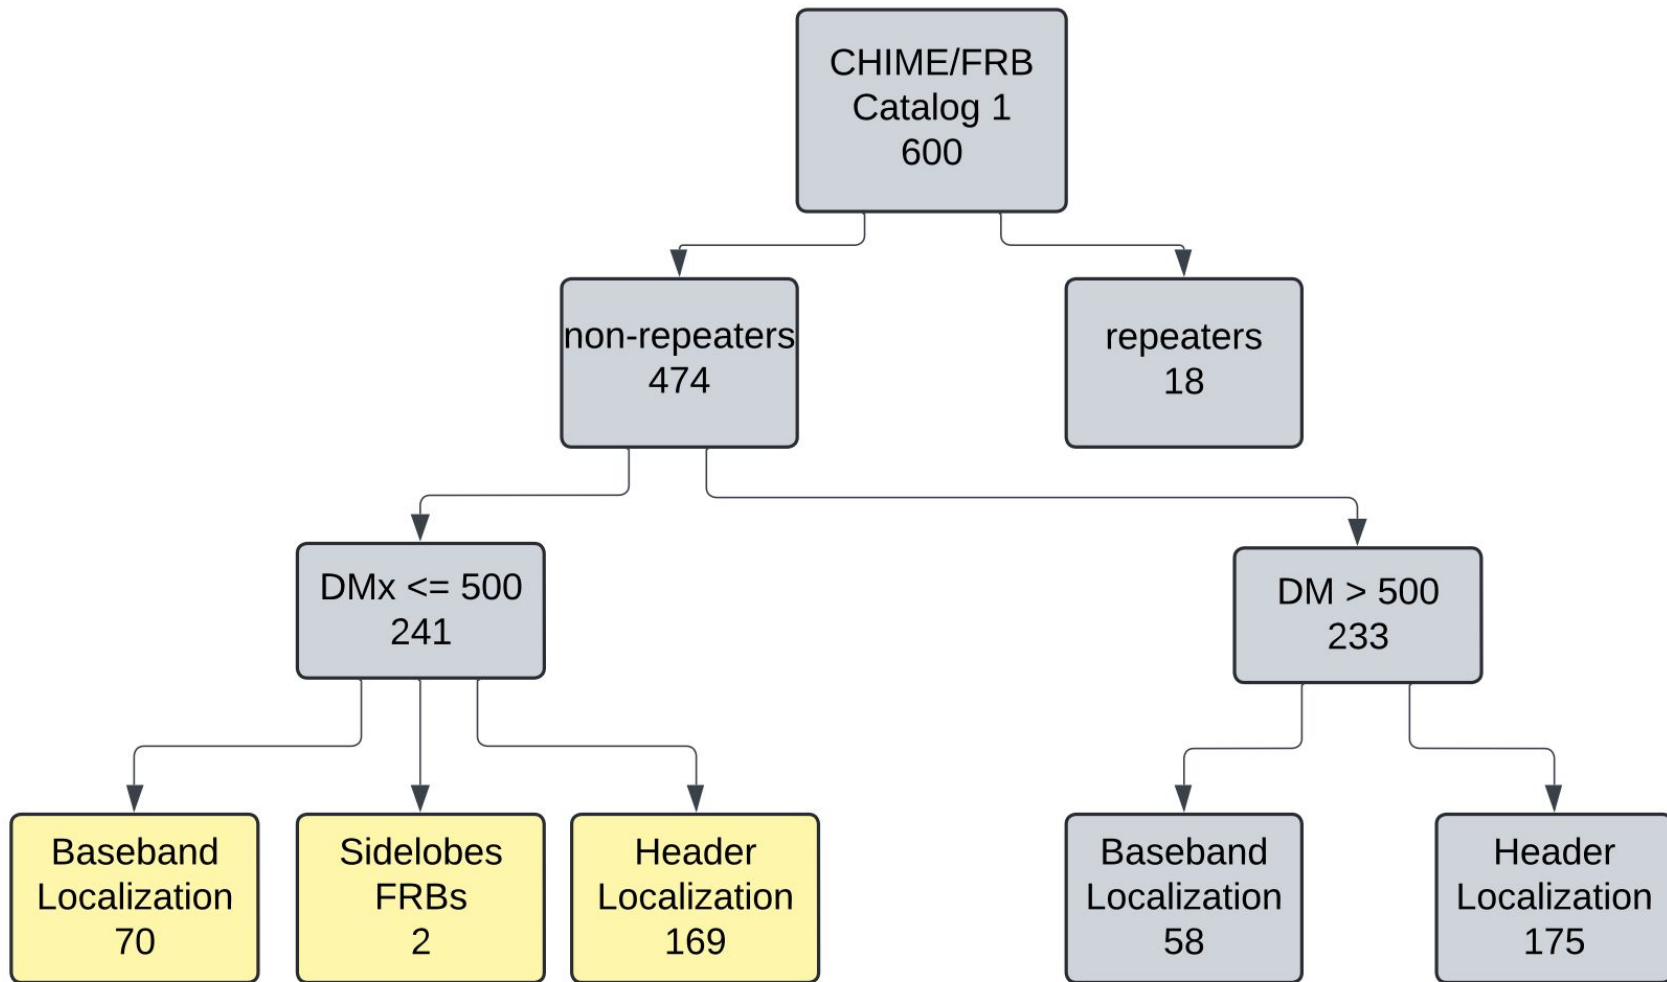 CHIME/FRB
Catalog 1
600
non-repeaters
474
repeaters
18
DMx <= 500
241
DM > 500
233
Baseband
Localization
70
Sidelobes
FRBs
2
Header
Localization
169
Baseband
Localization
58
Header
Localization
175